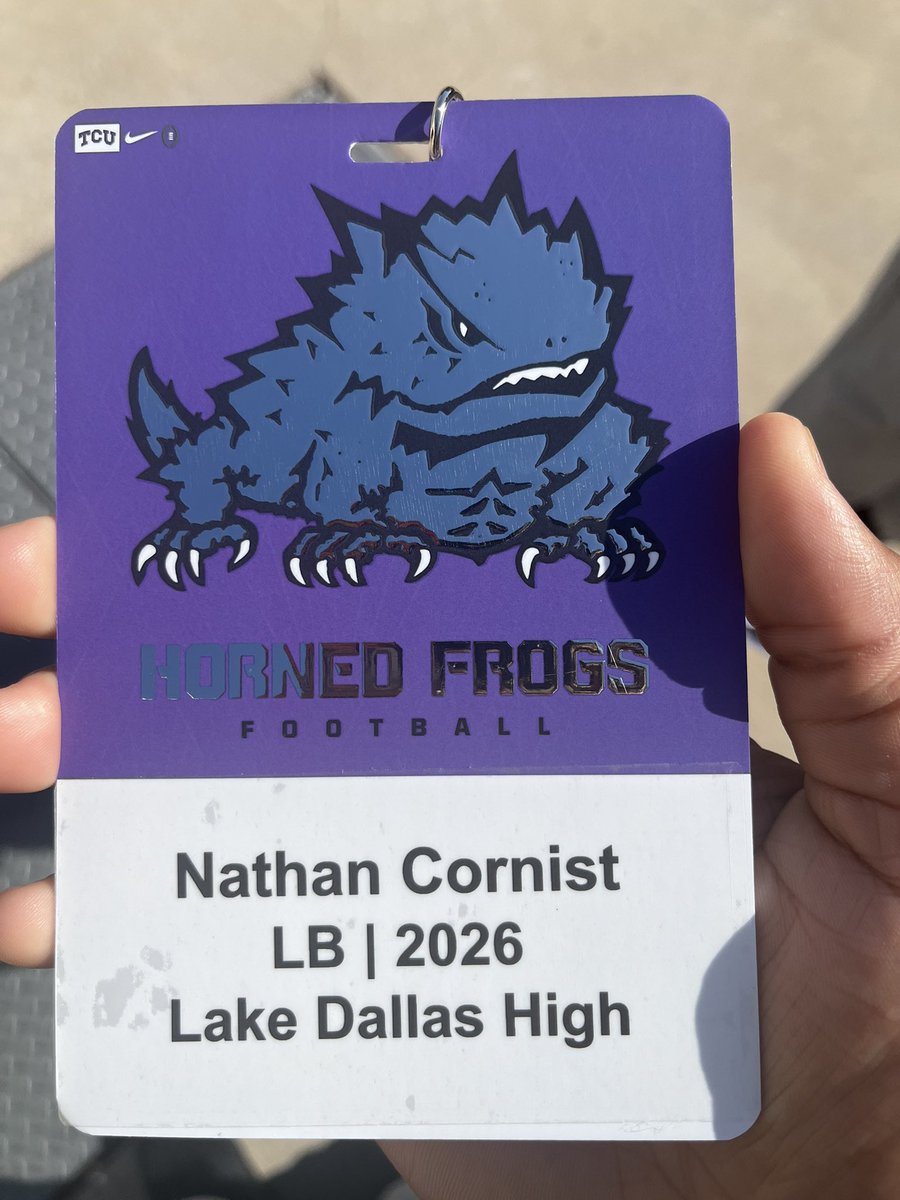 TCU
HORNED FROGS
FOOTBALL
Nathan Cornist
LB | 2026
Lake Dallas High